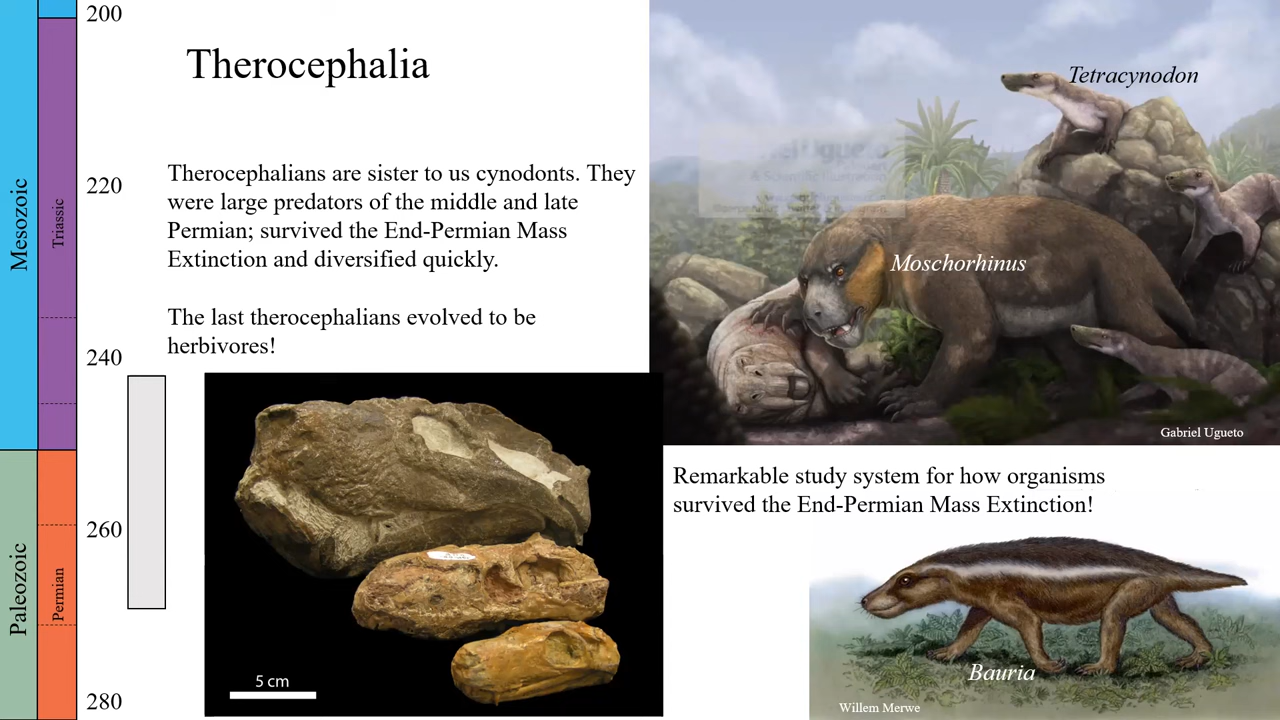 Therocephalia
Therocephalians are sister to us cynodonts. They
were large predators of the middle and late
Permian; survived the End-Permian Mass
Extinction and diversified quickly.
The last therocephalians evolved to be
herbivores!
200
220
240
260
280
Mesozoic
Triassic
Paleozoic
Permian
5 cm
Tetracynodon
Moschorhinus
Gabriel Ugueto
Remarkable study system for how organisms
survived the End-Permian Mass Extinction!
Bauria
Willem Merwe